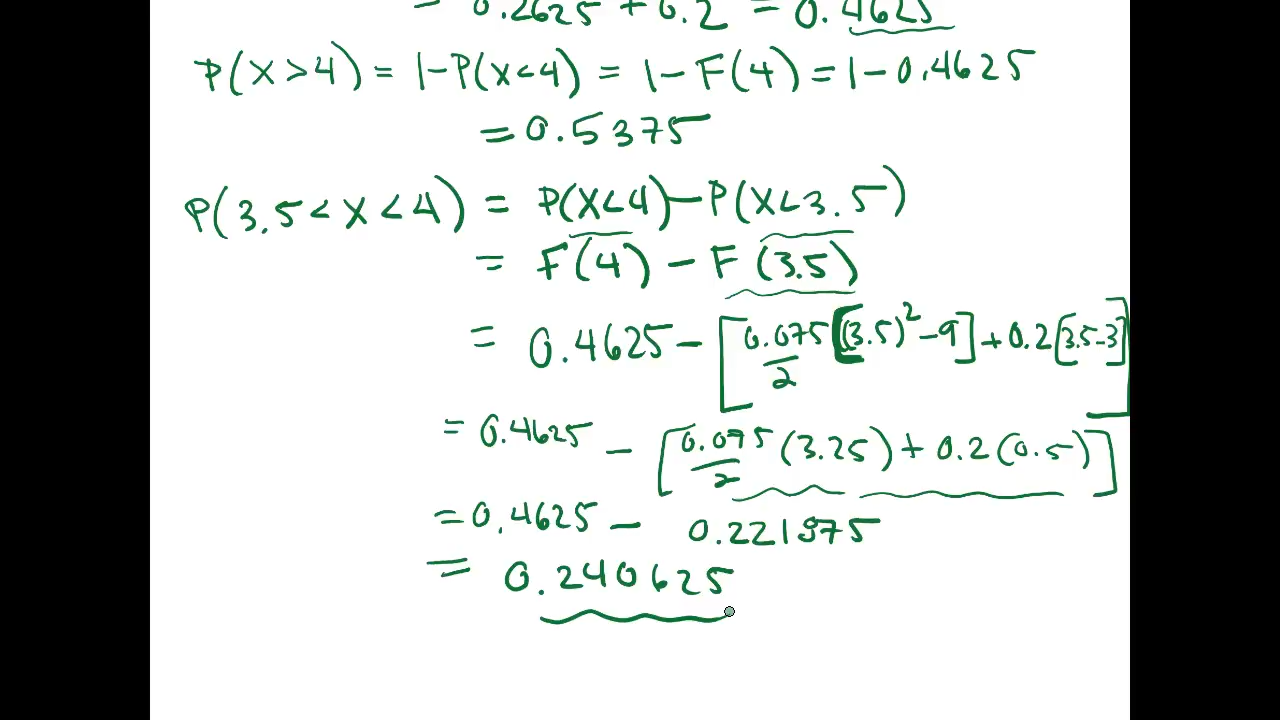 = 0.2625 + 0.2 = 0.4625
P(X>4) = 1-P(X<4) = 1-F(4) = 1-0.4625
= 0.5375
P(3.5<X<4) = P(X<4)-P(X<3.5)
= F(4) - F(3.5)
= 0.4625 - [0.075/2 [(3.5)² -9] + 0.2[3.5-3]]
= 0.4625 - [0.075/2 (3.25) + 0.2(0.5)]
= 0.4625 - 0.221875
= 0.240625